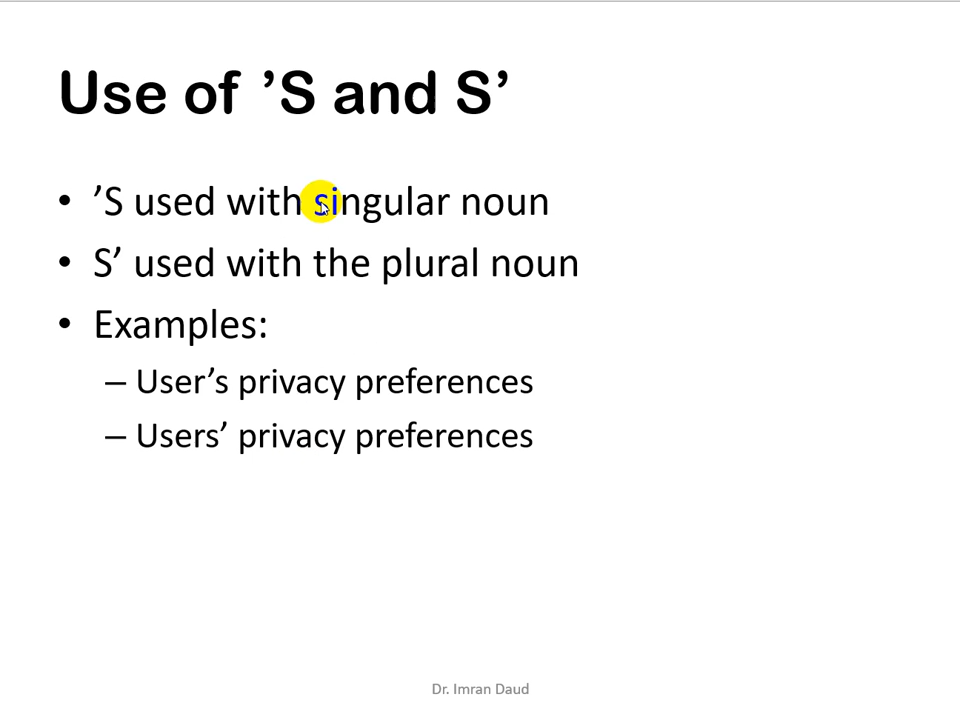 Use of ’S and S’
• ’S used with singular noun
• S’ used with the plural noun
• Examples:
– User’s privacy preferences
– Users’ privacy preferences
Dr. Imran Daud